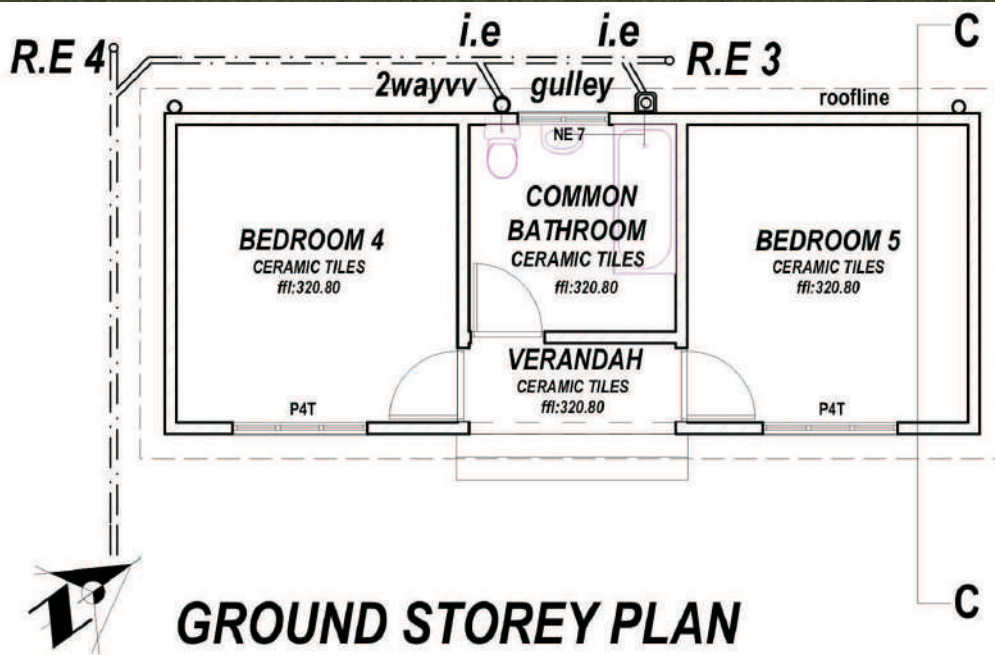 i.e i.e C
R.E 4 R.E 3
2wayvv gulley roofline
NE 7
COMMON
BATHROOM
CERAMIC TILES
ffl:320.80
BEDROOM 4
CERAMIC TILES
ffl:320.80
BEDROOM 5
CERAMIC TILES
ffl:320.80
VERANDAH
CERAMIC TILES
ffl:320.80
P4T P4T
C
GROUND STOREY PLAN